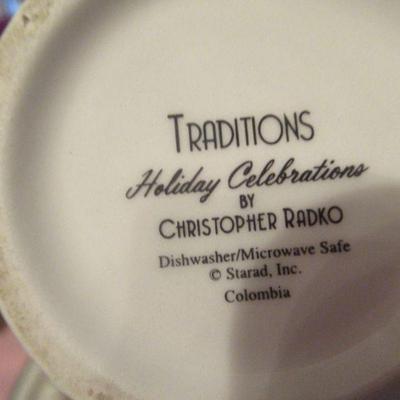 TRADITIONS
Holiday Celebrations
BY
CHRISTOPHER RADKO
Dishwasher/Microwave Safe
© Starad, Inc.
Colombia